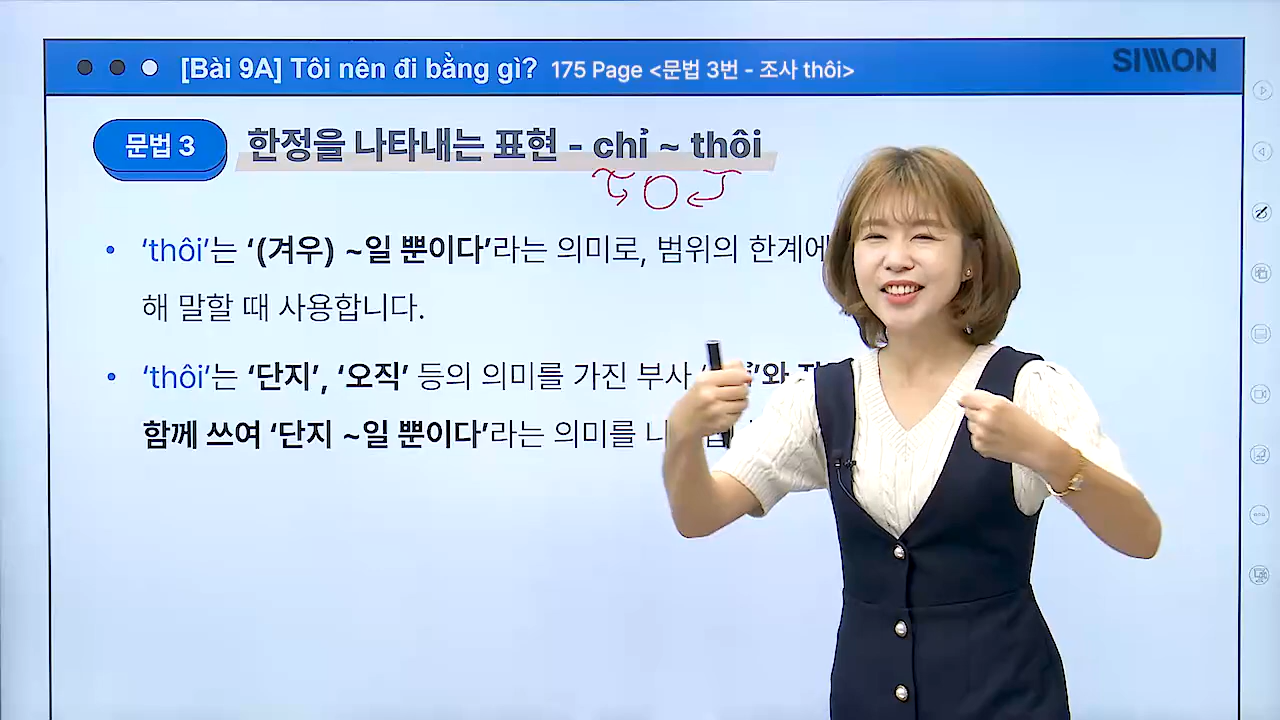 [Bài 9A] Tôi nên đi bằng gì? 175 Page <문법 3번 - 조사 thôi>
SIWON
문법 3
한정을 나타내는 표현 - chỉ ~ thôi
• ‘thôi’는 ‘(겨우) ~일 뿐이다’라는 의미로, 범위의 한계에
해 말할 때 사용합니다.
• ‘thôi’는 ‘단지’, ‘오직’ 등의 의미를 가진 부사
함께 쓰여 ‘단지 ~일 뿐이다’라는 의미를